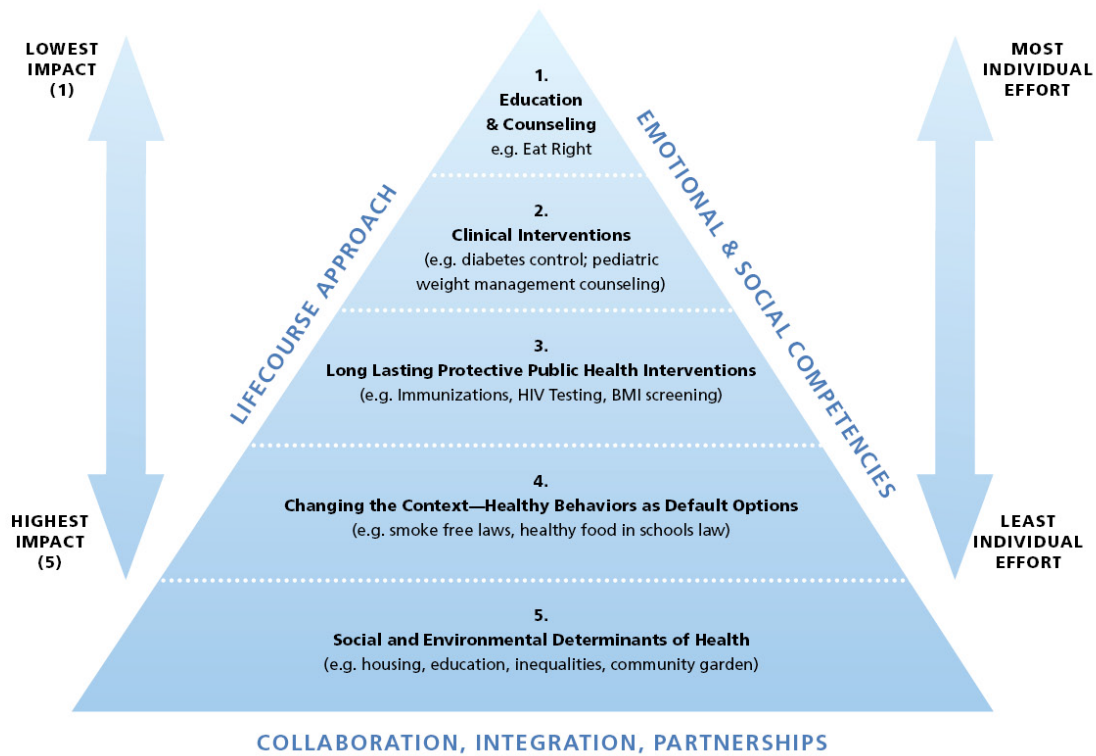 LOWEST
IMPACT
(1)
MOST
INDIVIDUAL
EFFORT
1.
Education
& Counseling
e.g. Eat Right
2.
Clinical Interventions
(e.g. diabetes control; pediatric
weight management counseling)
3.
Long Lasting Protective Public Health Interventions
(e.g. Immunizations, HIV Testing, BMI screening)
4.
Changing the Context—Healthy Behaviors as Default Options
(e.g. smoke free laws, healthy food in schools law)
5.
Social and Environmental Determinants of Health
(e.g. housing, education, inequalities, community garden)
LIFECOURSE APPROACH
EMOTIONAL & SOCIAL COMPETENCIES
HIGHEST
IMPACT
(5)
LEAST
INDIVIDUAL
EFFORT
COLLABORATION, INTEGRATION, PARTNERSHIPS